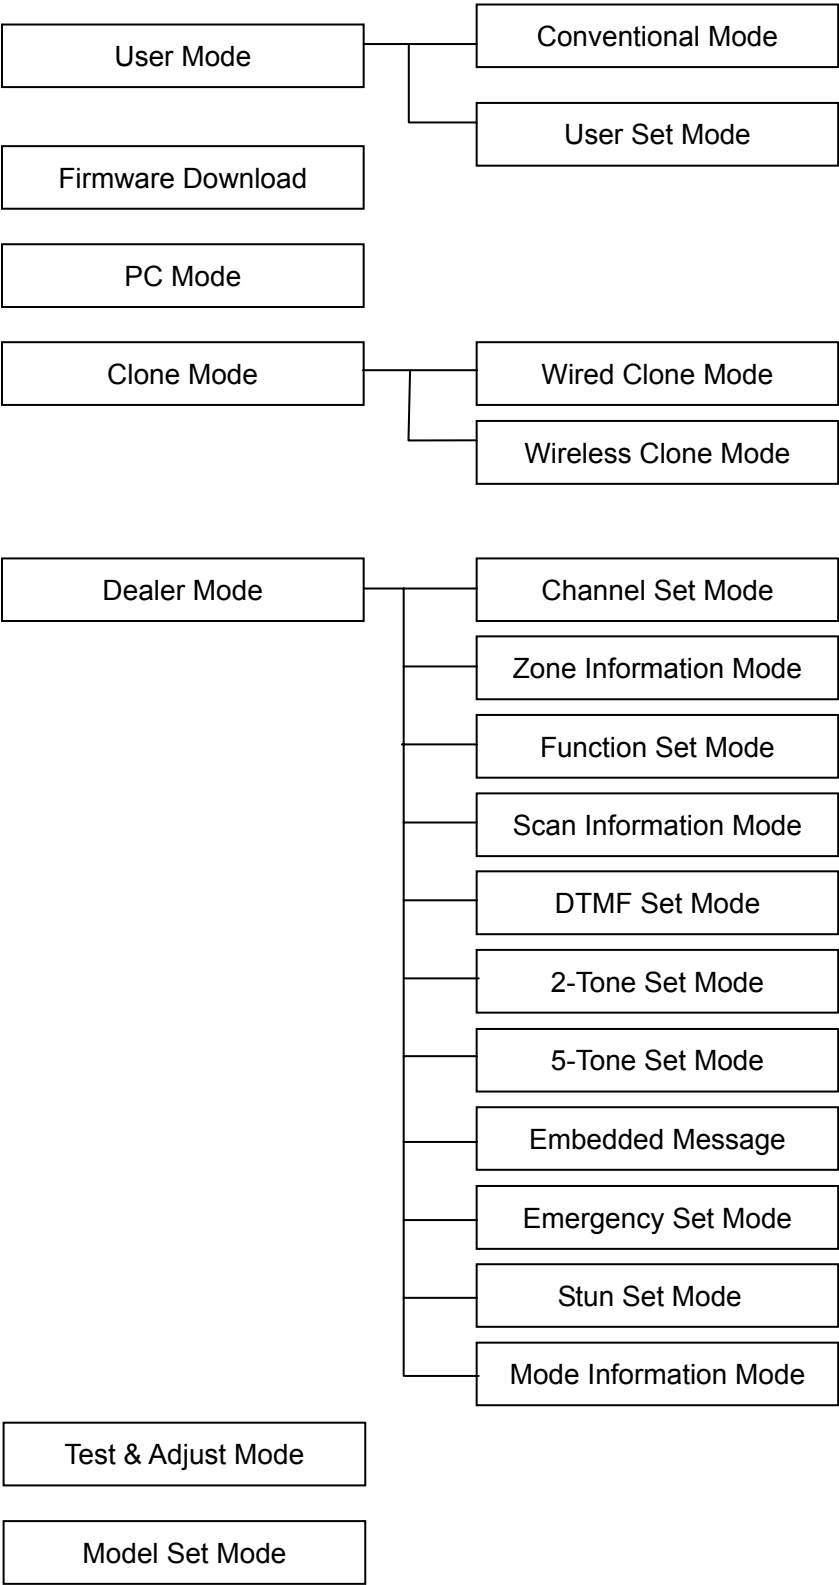 User Mode
Conventional Mode
User Set Mode
Firmware Download
PC Mode
Clone Mode
Wired Clone Mode
Wireless Clone Mode
Dealer Mode
Channel Set Mode
Zone Information Mode
Function Set Mode
Scan Information Mode
DTMF Set Mode
2-Tone Set Mode
5-Tone Set Mode
Embedded Message
Emergency Set Mode
Stun Set Mode
Mode Information Mode
Test & Adjust Mode
Model Set Mode